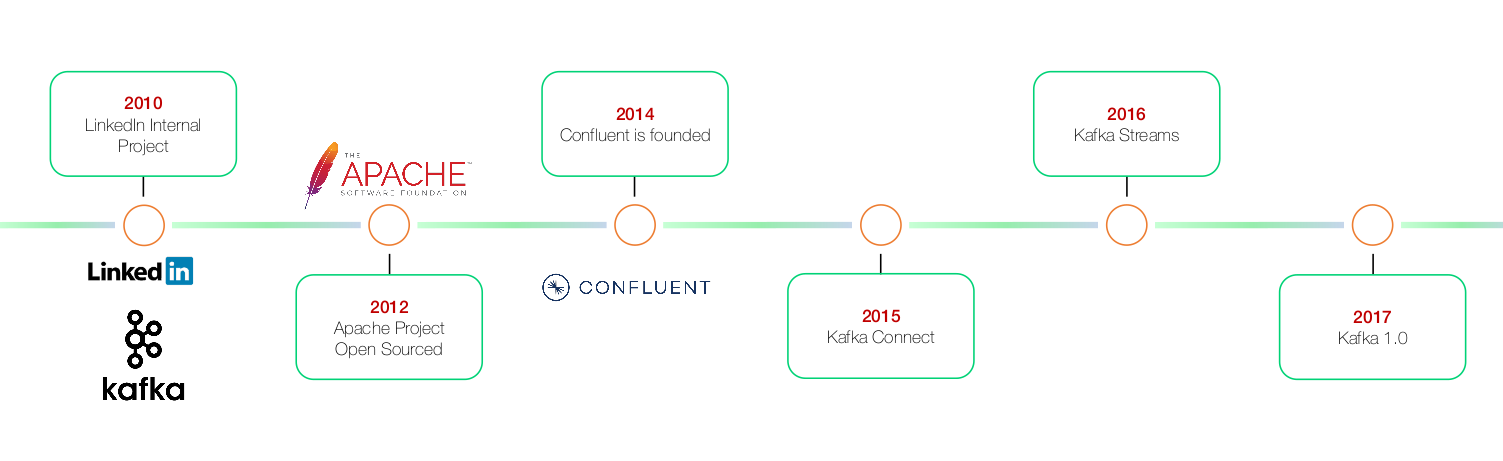 2010
LinkedIn Internal
Project
LinkedIn
kafka
THE
APACHE™
SOFTWARE FOUNDATION
2012
Apache Project
Open Sourced
2014
Confluent is founded
CONFLUENT
2015
Kafka Connect
2016
Kafka Streams
2017
Kafka 1.0